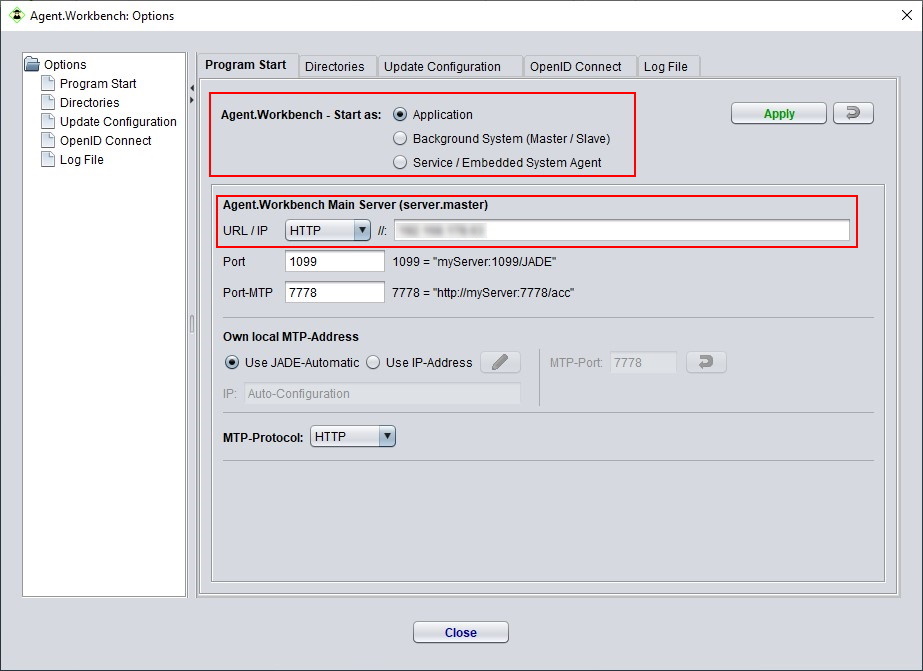 Agent.Workbench: Options
Options
Program Start
Directories
Update Configuration
OpenID Connect
Log File
Program Start Directories Update Configuration OpenID Connect Log File
Agent.Workbench - Start as: Application
Background System (Master / Slave)
Service / Embedded System Agent
Apply
Agent.Workbench Main Server (server.master)
URL / IP HTTP //:
Port 1099 1099 = "myServer:1099/JADE"
Port-MTP 7778 7778 = "http://myServer:7778/acc"
Own local MTP-Address
Use JADE-Automatic Use IP-Address MTP-Port: 7778
IP: Auto-Configuration
MTP-Protocol: HTTP
Close